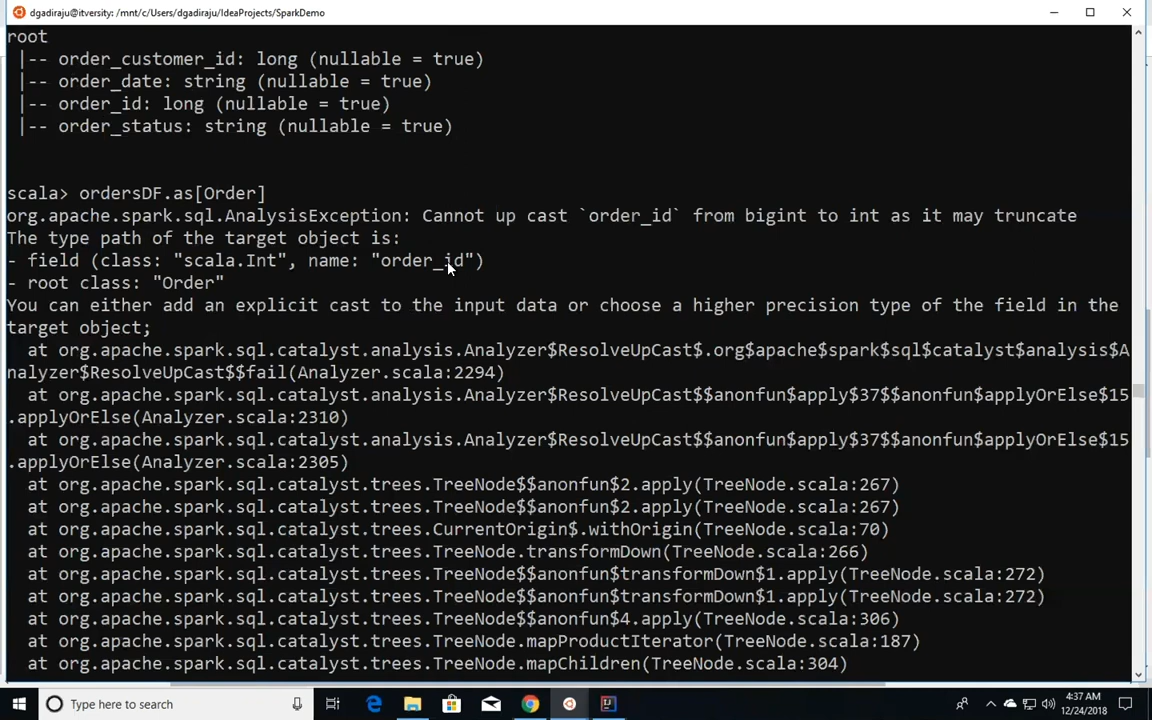 dgadiraju@itversity: /mnt/c/Users/dgadiraju/IdeaProjects/SparkDemo
root
 |-- order_customer_id: long (nullable = true)
 |-- order_date: string (nullable = true)
 |-- order_id: long (nullable = true)
 |-- order_status: string (nullable = true)
scala> ordersDF.as[Order]
org.apache.spark.sql.AnalysisException: Cannot up cast `order_id` from bigint to int as it may truncate
The type path of the target object is:
- field (class: "scala.Int", name: "order_id")
- root class: "Order"
You can either add an explicit cast to the input data or choose a higher precision type of the field in the
target object;
  at org.apache.spark.sql.catalyst.analysis.Analyzer$ResolveUpCast$.org$apache$spark$sql$catalyst$analysis$A
nalyzer$ResolveUpCast$$fail(Analyzer.scala:2294)
  at org.apache.spark.sql.catalyst.analysis.Analyzer$ResolveUpCast$$anonfun$apply$37$$anonfun$applyOrElse$15
.applyOrElse(Analyzer.scala:2310)
  at org.apache.spark.sql.catalyst.analysis.Analyzer$ResolveUpCast$$anonfun$apply$37$$anonfun$applyOrElse$15
.applyOrElse(Analyzer.scala:2305)
  at org.apache.spark.sql.catalyst.trees.TreeNode$$anonfun$2.apply(TreeNode.scala:267)
  at org.apache.spark.sql.catalyst.trees.TreeNode$$anonfun$2.apply(TreeNode.scala:267)
  at org.apache.spark.sql.catalyst.trees.CurrentOrigin$.withOrigin(TreeNode.scala:70)
  at org.apache.spark.sql.catalyst.trees.TreeNode.transformDown(TreeNode.scala:266)
  at org.apache.spark.sql.catalyst.trees.TreeNode$$anonfun$transformDown$1.apply(TreeNode.scala:272)
  at org.apache.spark.sql.catalyst.trees.TreeNode$$anonfun$transformDown$1.apply(TreeNode.scala:272)
  at org.apache.spark.sql.catalyst.trees.TreeNode$$anonfun$4.apply(TreeNode.scala:306)
  at org.apache.spark.sql.catalyst.trees.TreeNode.mapProductIterator(TreeNode.scala:187)
  at org.apache.spark.sql.catalyst.trees.TreeNode.mapChildren(TreeNode.scala:304)
Type here to search
4:37 AM
12/24/2018